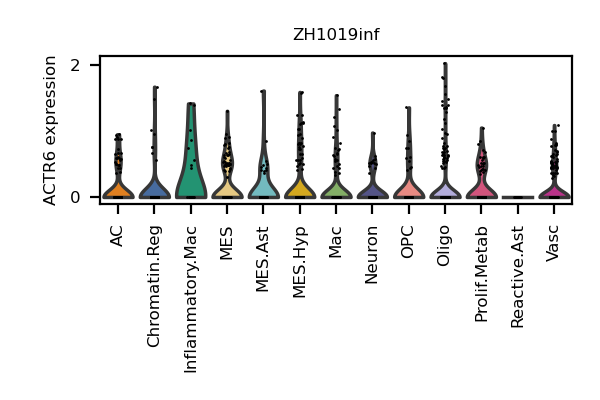 ZH1019inf
ACTR6 expression
2
0
AC
Chromatin.Reg
Inflammatory.Mac
MES
MES.Ast
MES.Hyp
Mac
Neuron
OPC
Oligo
Prolif.Metab
Reactive.Ast
Vasc